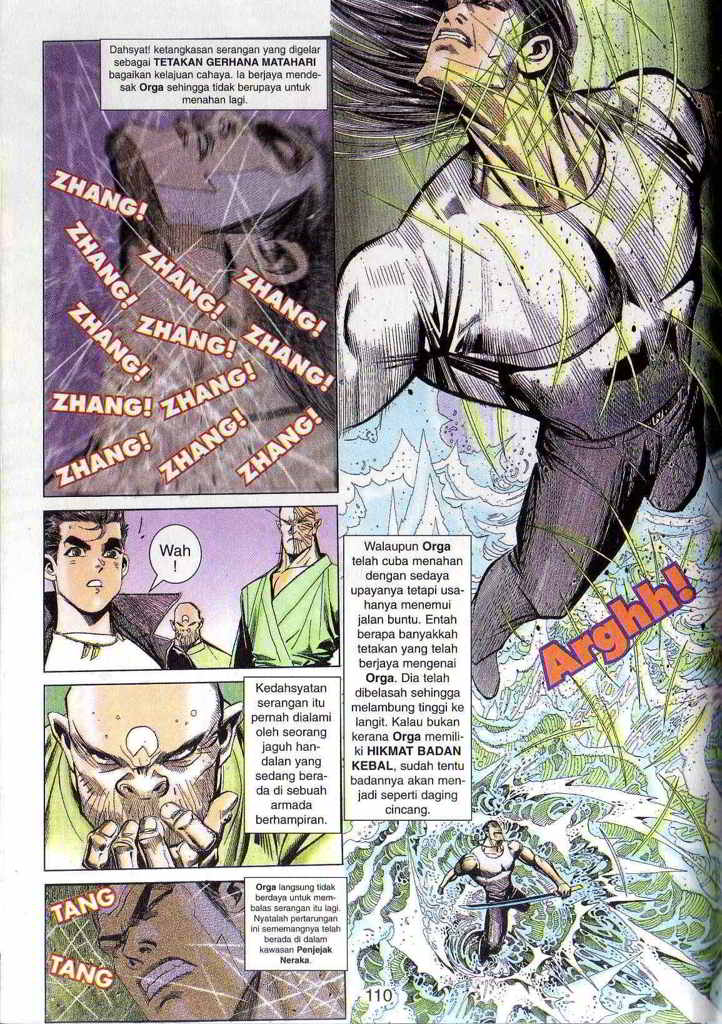 Dahsyat! ketangkasan serangan yang digelar
sebagai TETAKAN GERHANA MATAHARI
bagaikan kelajuan cahaya. Ia berjaya mende-
sak Orga sehingga tidak berupaya untuk
menahan lagi.
ZHANG!
ZHANG!
ZHANG!
ZHANG!
ZHANG!
ZHANG!
ZHANG!
ZHANG!
ZHANG!
ZHANG!
ZHANG!
ZHANG!
Wah
!
!
Kedahsyatan
serangan itu
pernah dialami
oleh seorang
jaguh han-
dalan yang
sedang bera-
da di sebuah
armada
berhampiran.
TANG
TANG
Orga langsung tidak
berdaya untuk mem-
balas serangan itu lagi.
Nyatalah pertarungan
ini sememangnya telah
berada di dalam
kawasan Penjejak
Neraka.
Walaupun Orga
telah cuba menahan
dengan sedaya
upayanya tetapi usa-
hanya menemui
jalan buntu. Entah
berapa banyakkah
tetakan yang telah
berjaya mengenai
Orga. Dia telah
dibelasah sehingga
melambung tinggi ke
langit. Kalau bukan
kerana Orga memili-
ki HIKMAT BADAN
KEBAL, sudah tentu
badannya akan men-
jadi seperti daging
cincang.
Arghh!
110